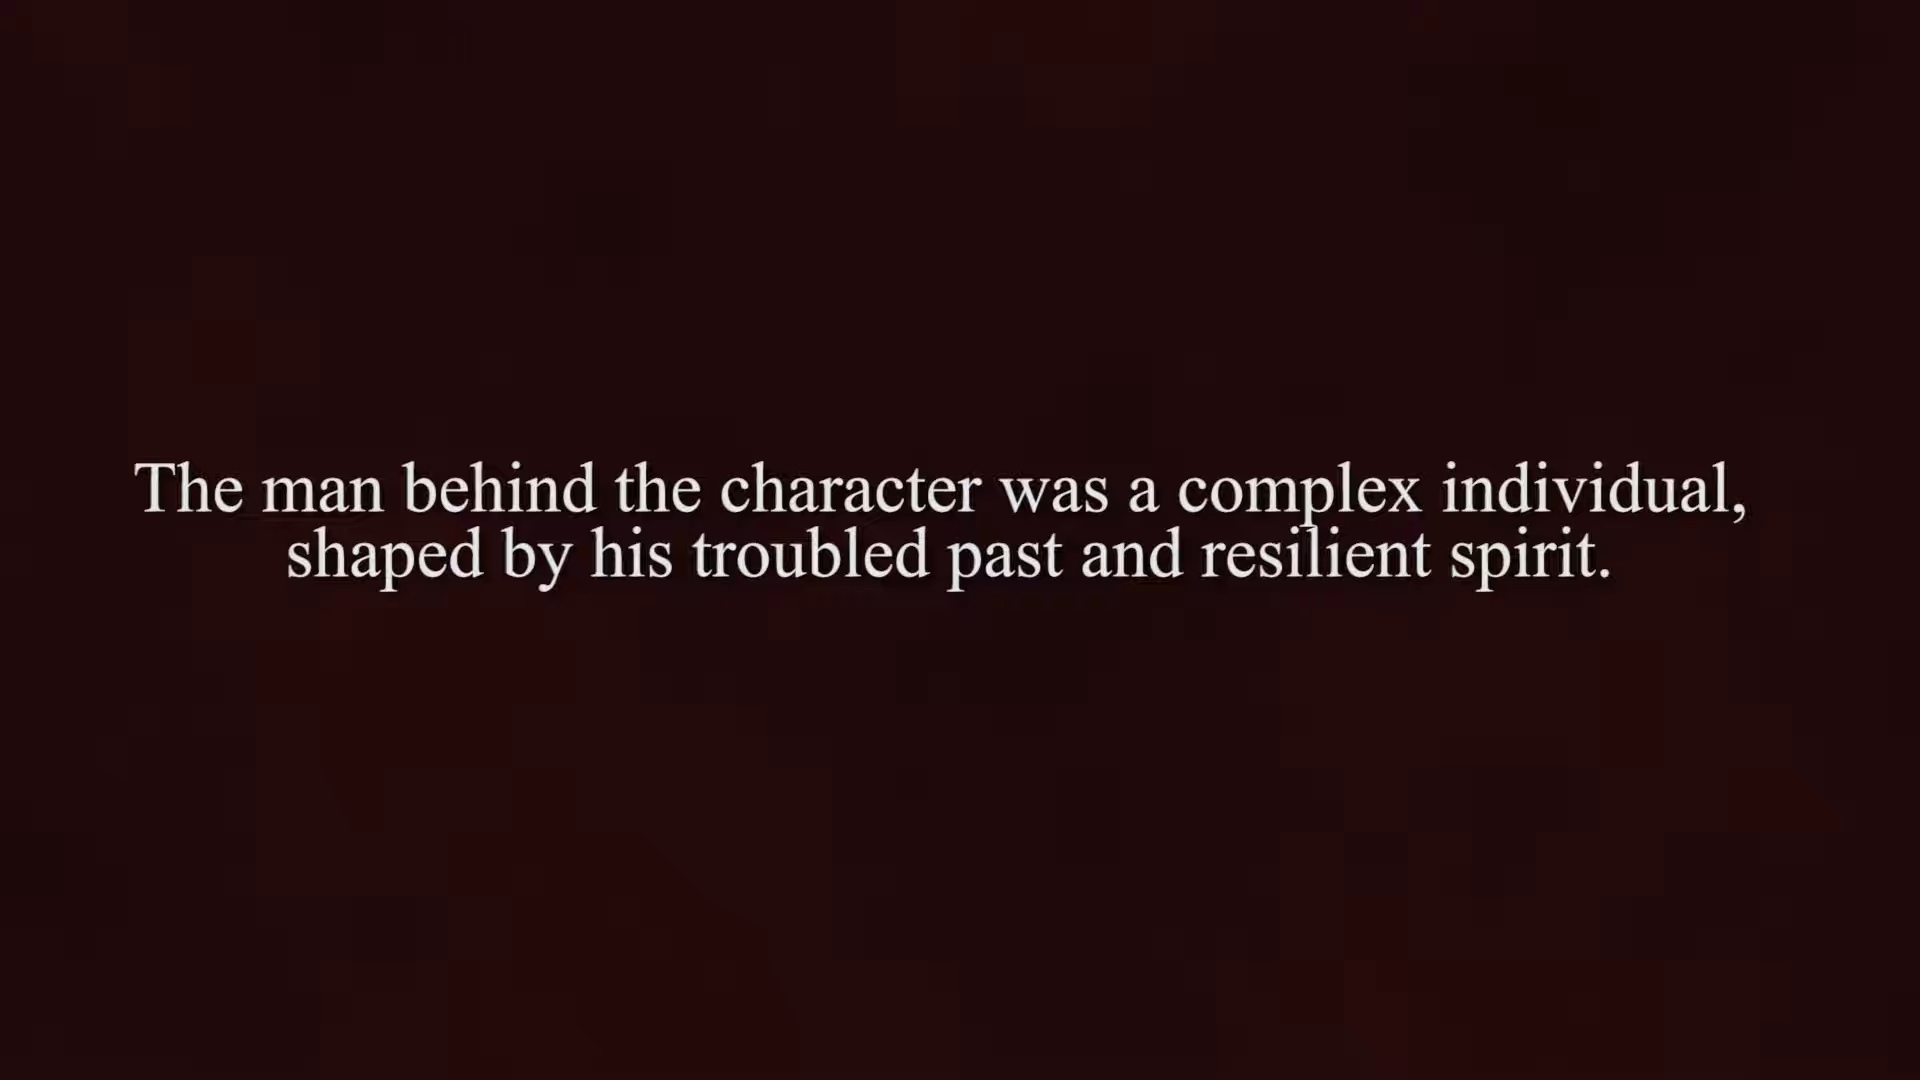 The man behind the character was a complex individual,
shaped by his troubled past and resilient spirit.